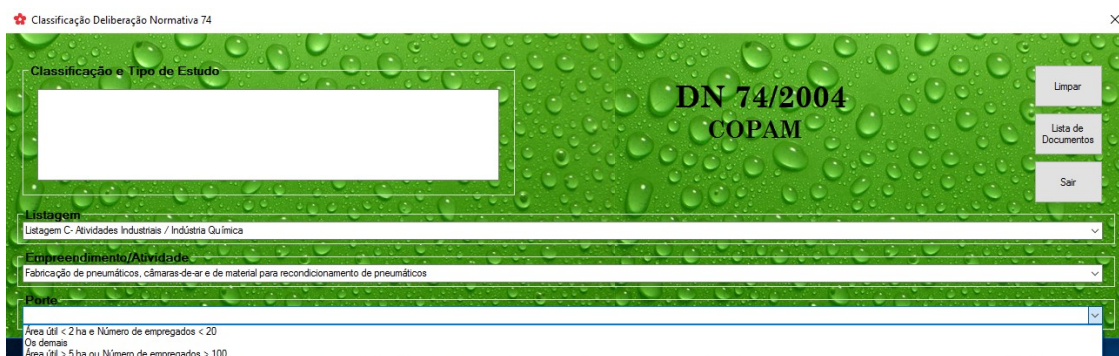 Classificação Deliberação Normativa 74
Classificação e Tipo de Estudo
DN 74/2004
COPAM
Limpar
Lista de
Documentos
Sair
Listagem
Listagem C- Atividades Industriais / Indústria Química
Empreendimento/Atividade
Fabricação de pneumáticos, câmaras-de-ar e de material para recondicionamento de pneumáticos
Porte
Área útil < 2 ha e Número de empregados < 20
Os demais
Área útil > 5 ha ou Número de empregados > 100